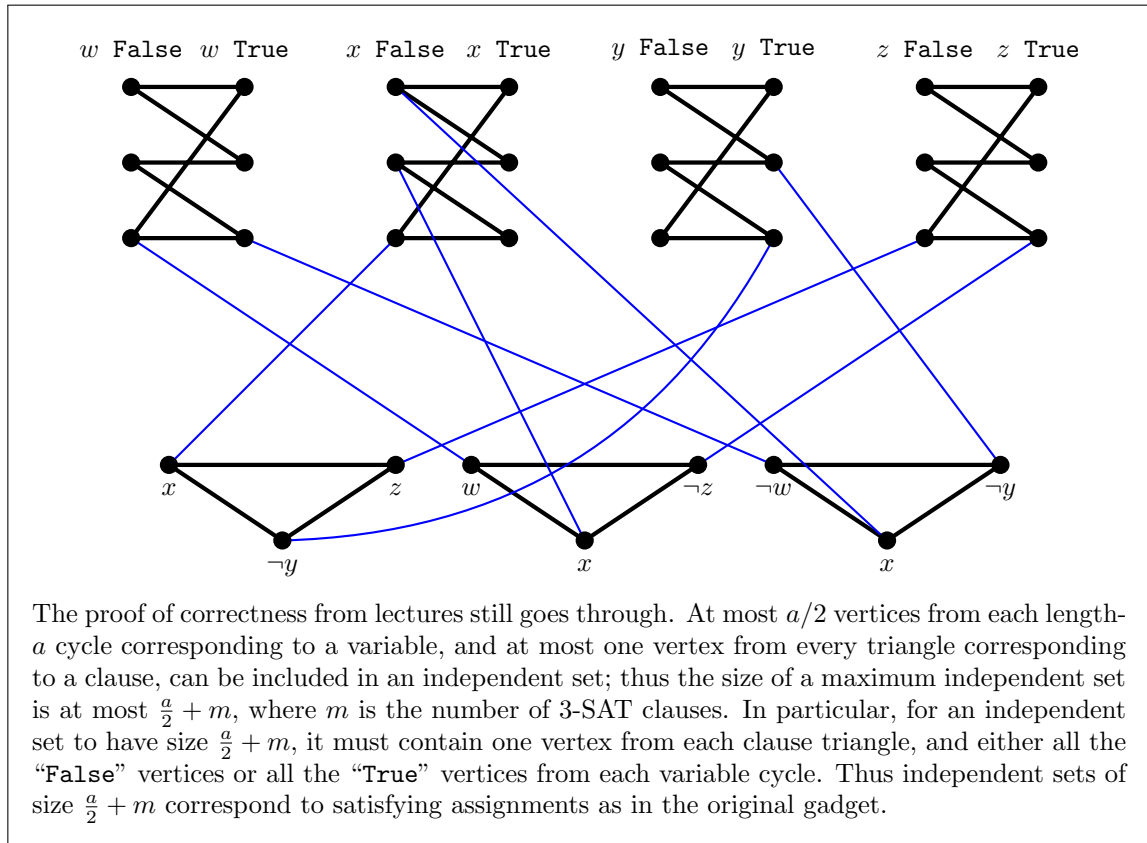 w False w True x False x True y False y True z False z True
x z w ¬z ¬w ¬y
¬y x x
The proof of correctness from lectures still goes through. At most a/2 vertices from each length-
a cycle corresponding to a variable, and at most one vertex from every triangle corresponding
to a clause, can be included in an independent set; thus the size of a maximum independent set
is at most \frac{a}{2} + m, where m is the number of 3-SAT clauses. In particular, for an independent
set to have size \frac{a}{2} + m, it must contain one vertex from each clause triangle, and either all the
“False” vertices or all the “True” vertices from each variable cycle. Thus independent sets of
size \frac{a}{2} + m correspond to satisfying assignments as in the original gadget.